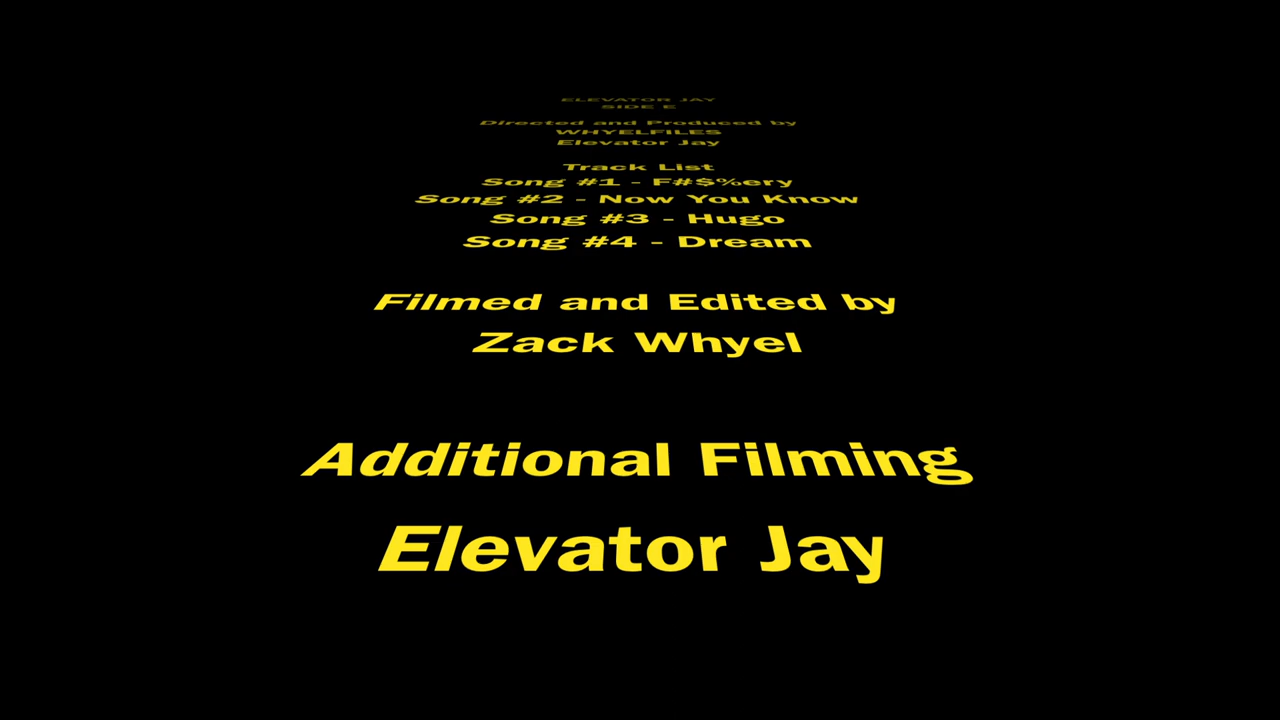 ELEVATOR JAY
SIDE E
Directed and Produced by
WHYELFILES
Elevator Jay
Track List
Song #1 - F#$%ery
Song #2 - Now You Know
Song #3 - Hugo
Song #4 - Dream
Filmed and Edited by
Zack Whyel
Additional Filming
Elevator Jay